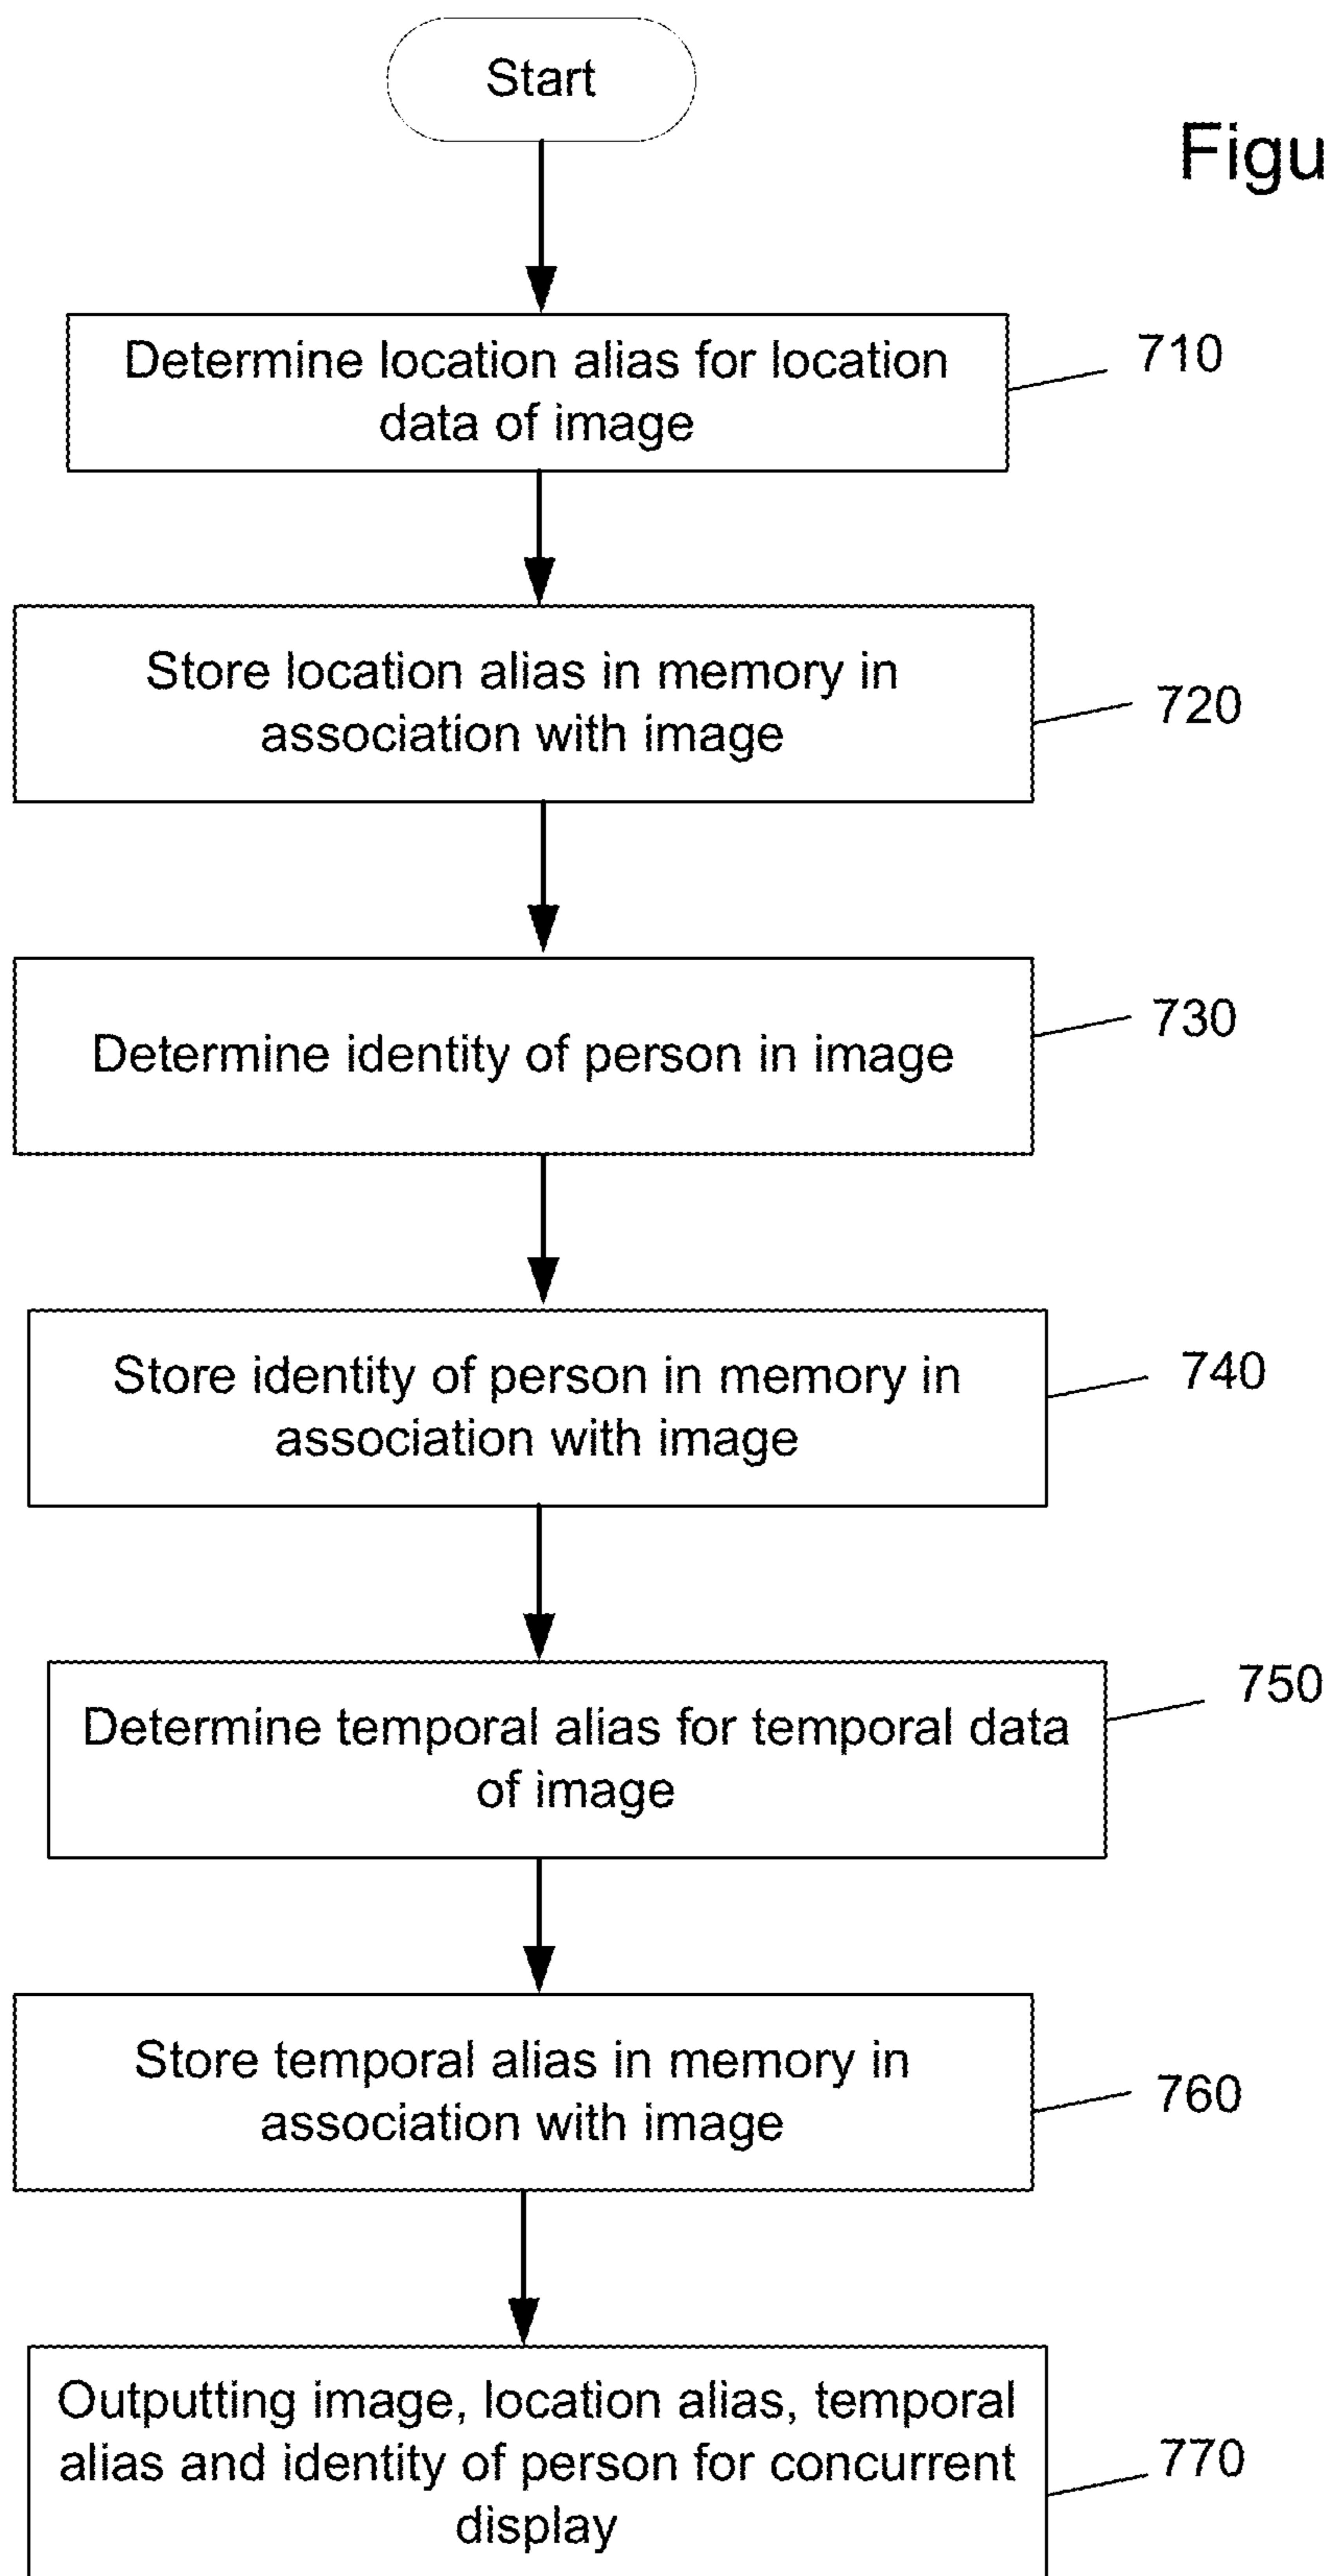 Start
Figu
Determine location alias for location
data of image
710
Store location alias in memory in
association with image
720
Determine identity of person in image
730
Store identity of person in memory in
association with image
740
Determine temporal alias for temporal data
of image
750
Store temporal alias in memory in
association with image
760
Outputting image, location alias, temporal
alias and identity of person for concurrent
display
770